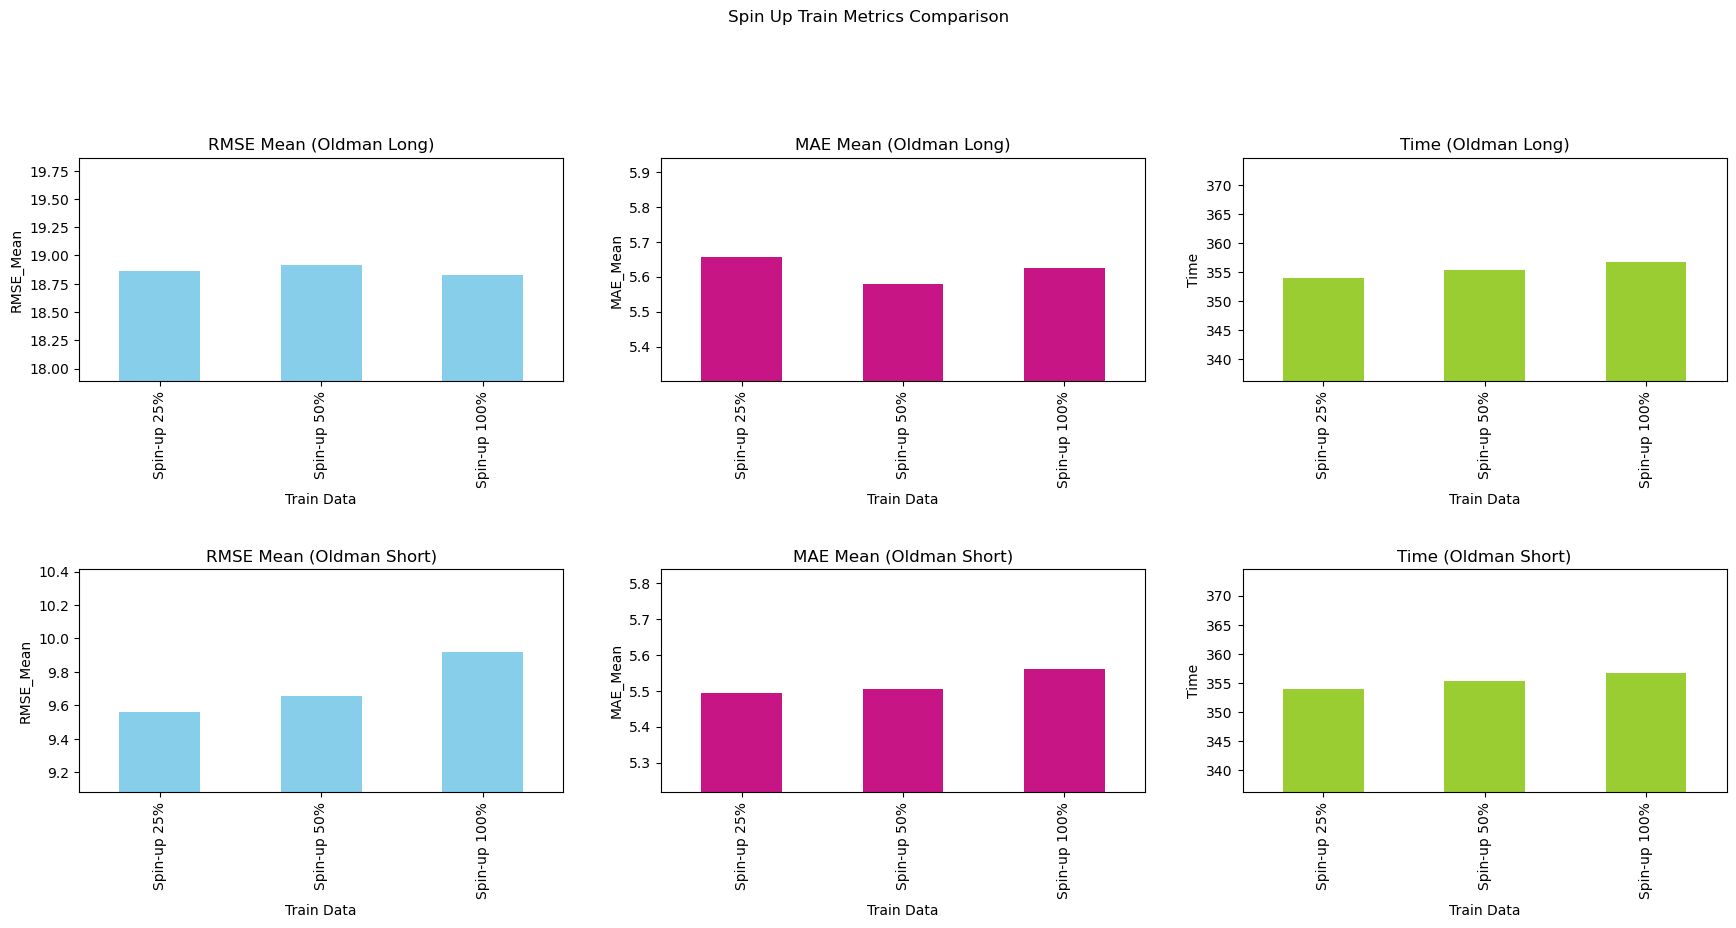 Spin Up Train Metrics Comparison
RMSE Mean (Oldman Long)
RMSE_Mean
19.75
19.50
19.25
19.00
18.75
18.50
18.25
18.00
Spin-up 25%
Spin-up 50%
Spin-up 100%
Train Data
MAE Mean (Oldman Long)
MAE_Mean
5.9
5.8
5.7
5.6
5.5
5.4
Spin-up 25%
Spin-up 50%
Spin-up 100%
Train Data
Time (Oldman Long)
Time
370
365
360
355
350
345
340
Spin-up 25%
Spin-up 50%
Spin-up 100%
Train Data
RMSE Mean (Oldman Short)
RMSE_Mean
10.4
10.2
10.0
9.8
9.6
9.4
9.2
Spin-up 25%
Spin-up 50%
Spin-up 100%
Train Data
MAE Mean (Oldman Short)
MAE_Mean
5.8
5.7
5.6
5.5
5.4
5.3
Spin-up 25%
Spin-up 50%
Spin-up 100%
Train Data
Time (Oldman Short)
Time
370
365
360
355
350
345
340
Spin-up 25%
Spin-up 50%
Spin-up 100%
Train Data